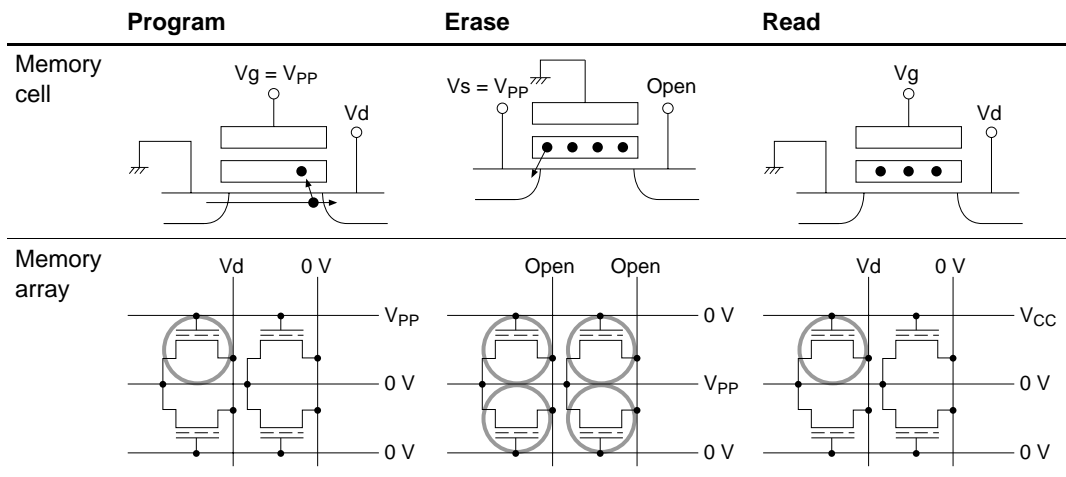 Program Erase Read
Memory cell
Vg = VPP
Vd
Vs = VPP
Open
Vg
Vd
Memory array
Vd 0 V
VPP
0 V
0 V
Open Open
0 V
VPP
0 V
Vd 0 V
VCC
0 V
0 V